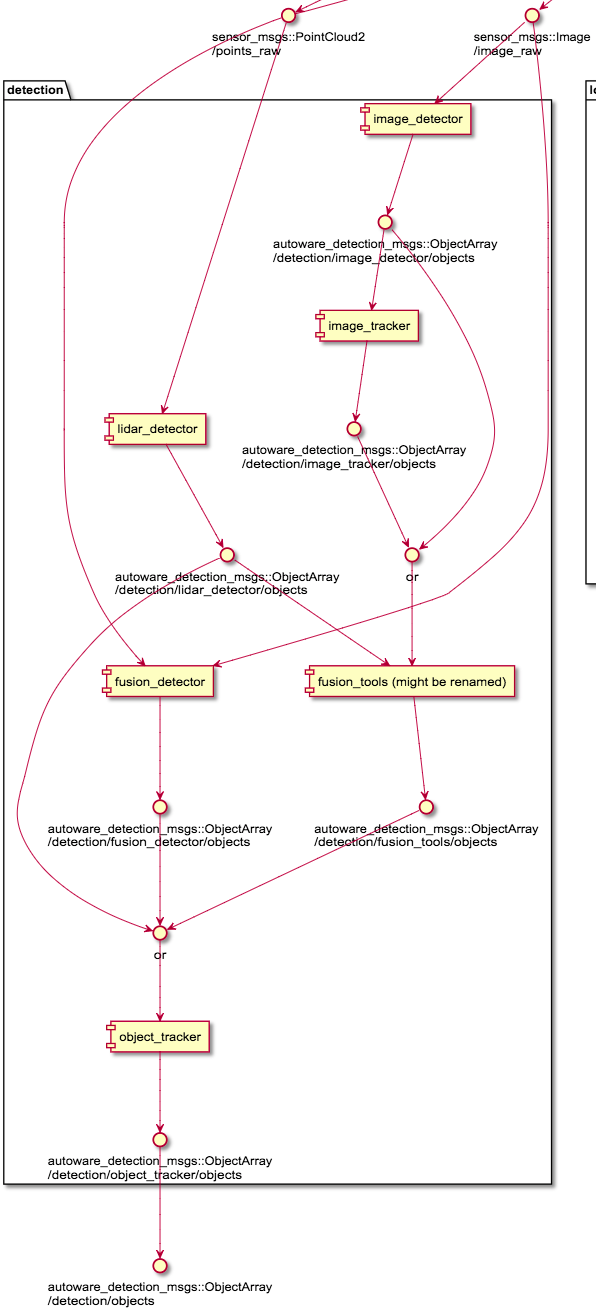 sensor_msgs::PointCloud2
/points_raw
sensor_msgs::Image
/image_raw
detection
lo
image_detector
autoware_detection_msgs::ObjectArray
/detection/image_detector/objects
image_tracker
lidar_detector
autoware_detection_msgs::ObjectArray
/detection/image_tracker/objects
autoware_detection_msgs::ObjectArray
/detection/lidar_detector/objects
or
fusion_detector
fusion_tools (might be renamed)
autoware_detection_msgs::ObjectArray
/detection/fusion_detector/objects
autoware_detection_msgs::ObjectArray
/detection/fusion_tools/objects
or
object_tracker
autoware_detection_msgs::ObjectArray
/detection/object_tracker/objects
autoware_detection_msgs::ObjectArray
/detection/objects